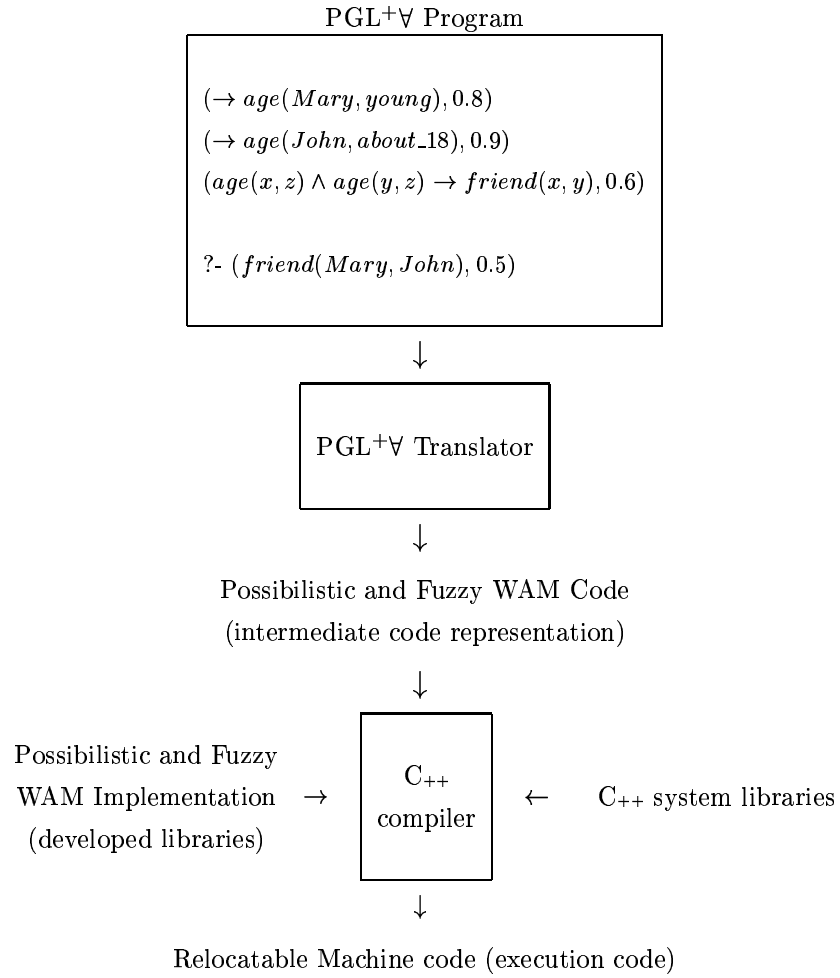 PGL⁺∀ Program
(→ age(Mary, young), 0.8)
(→ age(John, about_18), 0.9)
(age(x, z) ∧ age(y, z) → friend(x, y), 0.6)
?- (friend(Mary, John), 0.5)
↓
PGL⁺∀ Translator
↓
Possibilistic and Fuzzy WAM Code
(intermediate code representation)
↓
Possibilistic and Fuzzy
WAM Implementation
(developed libraries)
→
C++
compiler
←
C++ system libraries
↓
Relocatable Machine code (execution code)